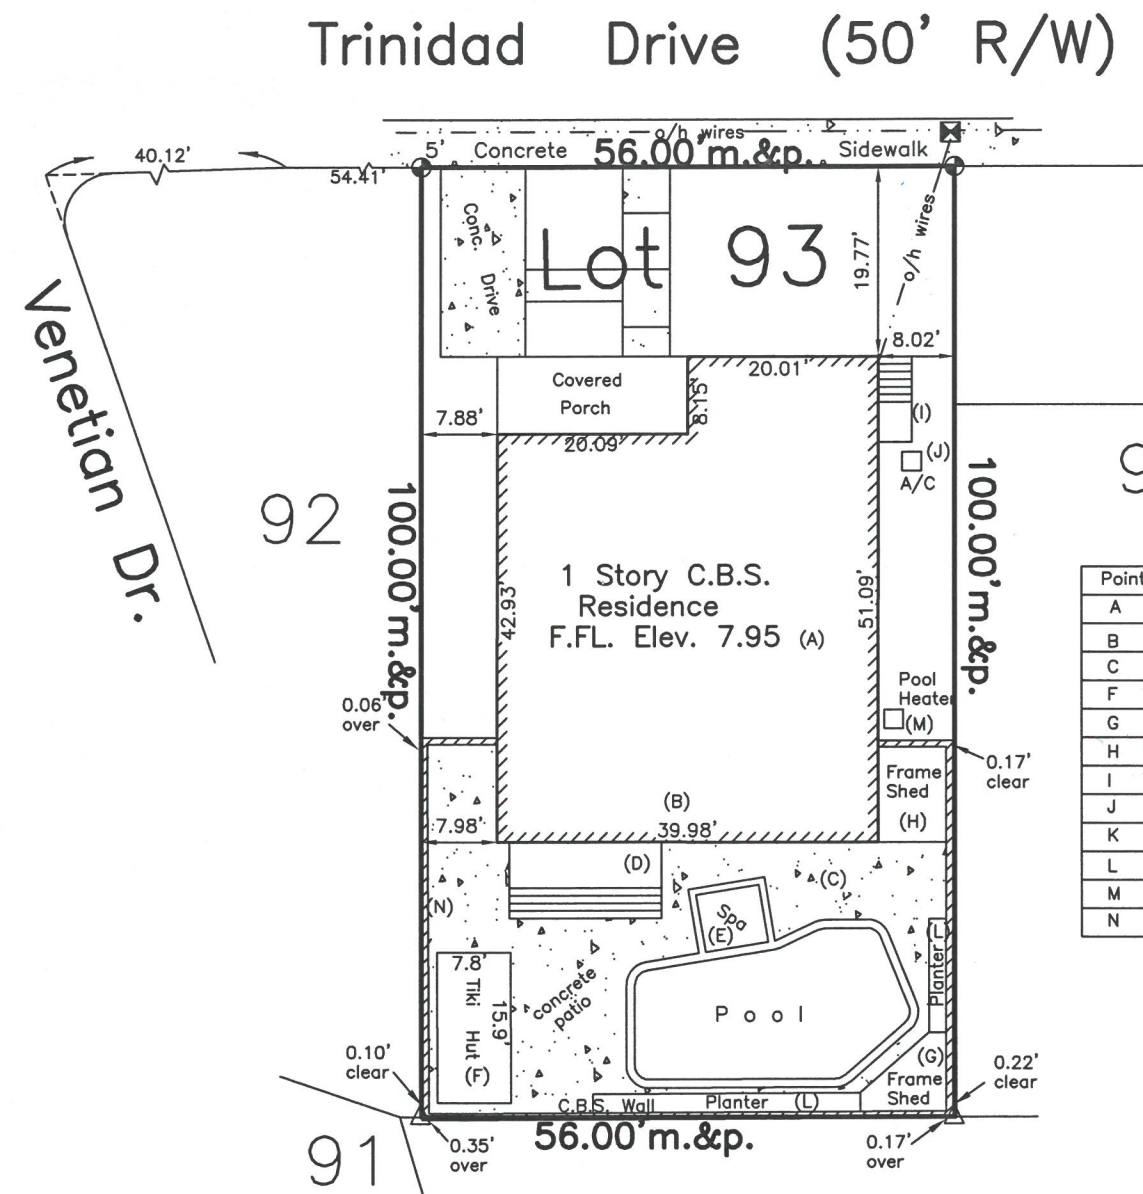 Trinidad Drive (50' R/W)
o/h wires
40.12'
5' Concrete 56.00'm.&p. Sidewalk
54.41'
Conc. Drive
Lot 93
19.77'
o/h wires
8.02'
Venetian Dr.
Covered
Porch
20.01'
8.15'
7.88'
20.09'
(I)
(J)
A/C
92
100.00'm.&p.
100.00'm.&p.
9
1 Story C.B.S.
Residence
F.FL. Elev. 7.95 (A)
42.93'
51.09'
Point
A
B
C
F
G
H
I
J
K
L
M
N
Pool
Heater
(M)
0.06'
over
0.17'
clear
Frame
Shed
(H)
(B)
7.98'
39.98'
(D)
(C)
(N)
Spa
(E)
(L)
Planter
7.8'
Tiki Hut
15.9'
(F)
concrete
patio
Pool
(G)
Frame
Shed
0.10'
clear
0.22'
clear
C.B.S. Wall Planter (L)
56.00'm.&p.
91
0.35'
over
0.17'
over